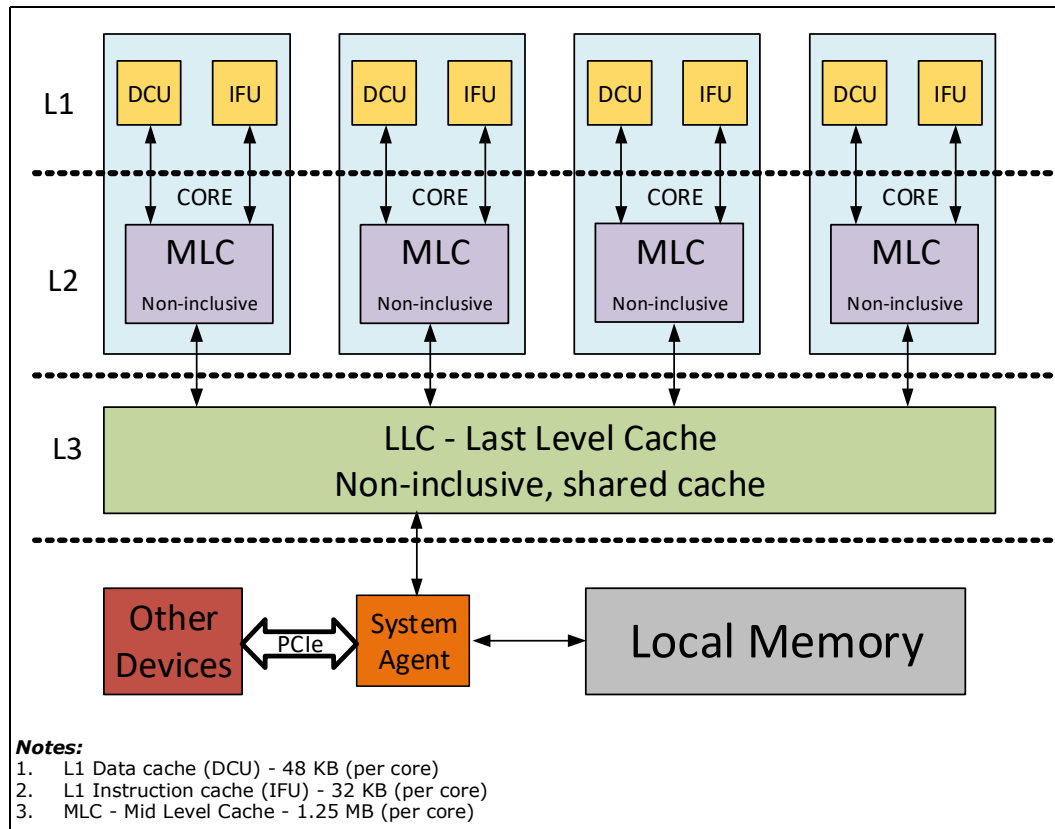 L1
DCU
IFU
DCU
IFU
DCU
IFU
DCU
IFU
CORE
CORE
CORE
CORE
L2
MLC
Non-inclusive
MLC
Non-inclusive
MLC
Non-inclusive
MLC
Non-inclusive
L3
LLC - Last Level Cache
Non-inclusive, shared cache
Other
Devices
PCIe
System
Agent
Local Memory
Notes:
1. L1 Data cache (DCU) - 48 KB (per core)
2. L1 Instruction cache (IFU) - 32 KB (per core)
3. MLC - Mid Level Cache - 1.25 MB (per core)